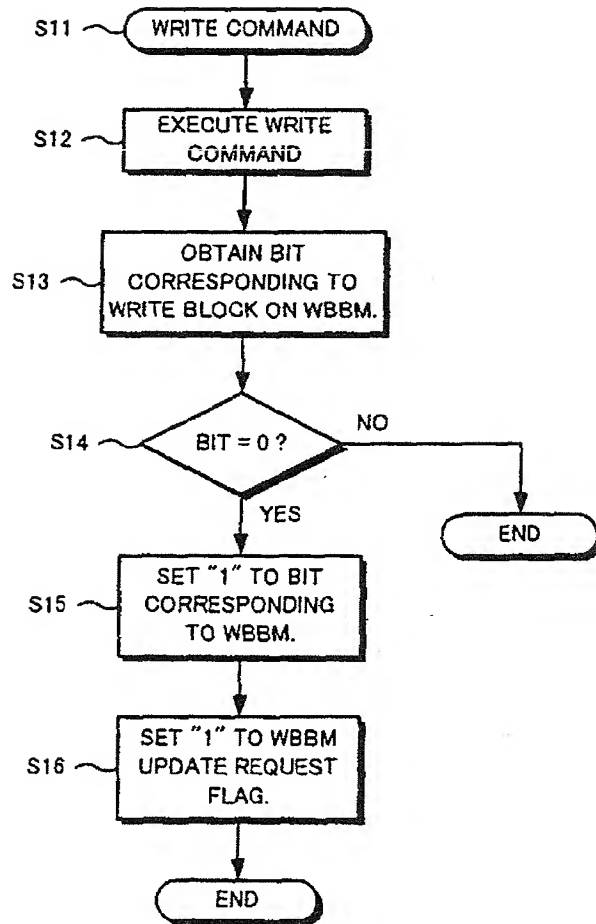 S11
WRITE COMMAND
S12
EXECUTE WRITE
COMMAND
S13
OBTAIN BIT
CORRESPONDING TO
WRITE BLOCK ON WBBM.
S14
BIT = 0 ?
NO
YES
END
S15
SET "1" TO BIT
CORRESPONDING
TO WBBM.
S16
SET "1" TO WBBM
UPDATE REQUEST
FLAG.
END